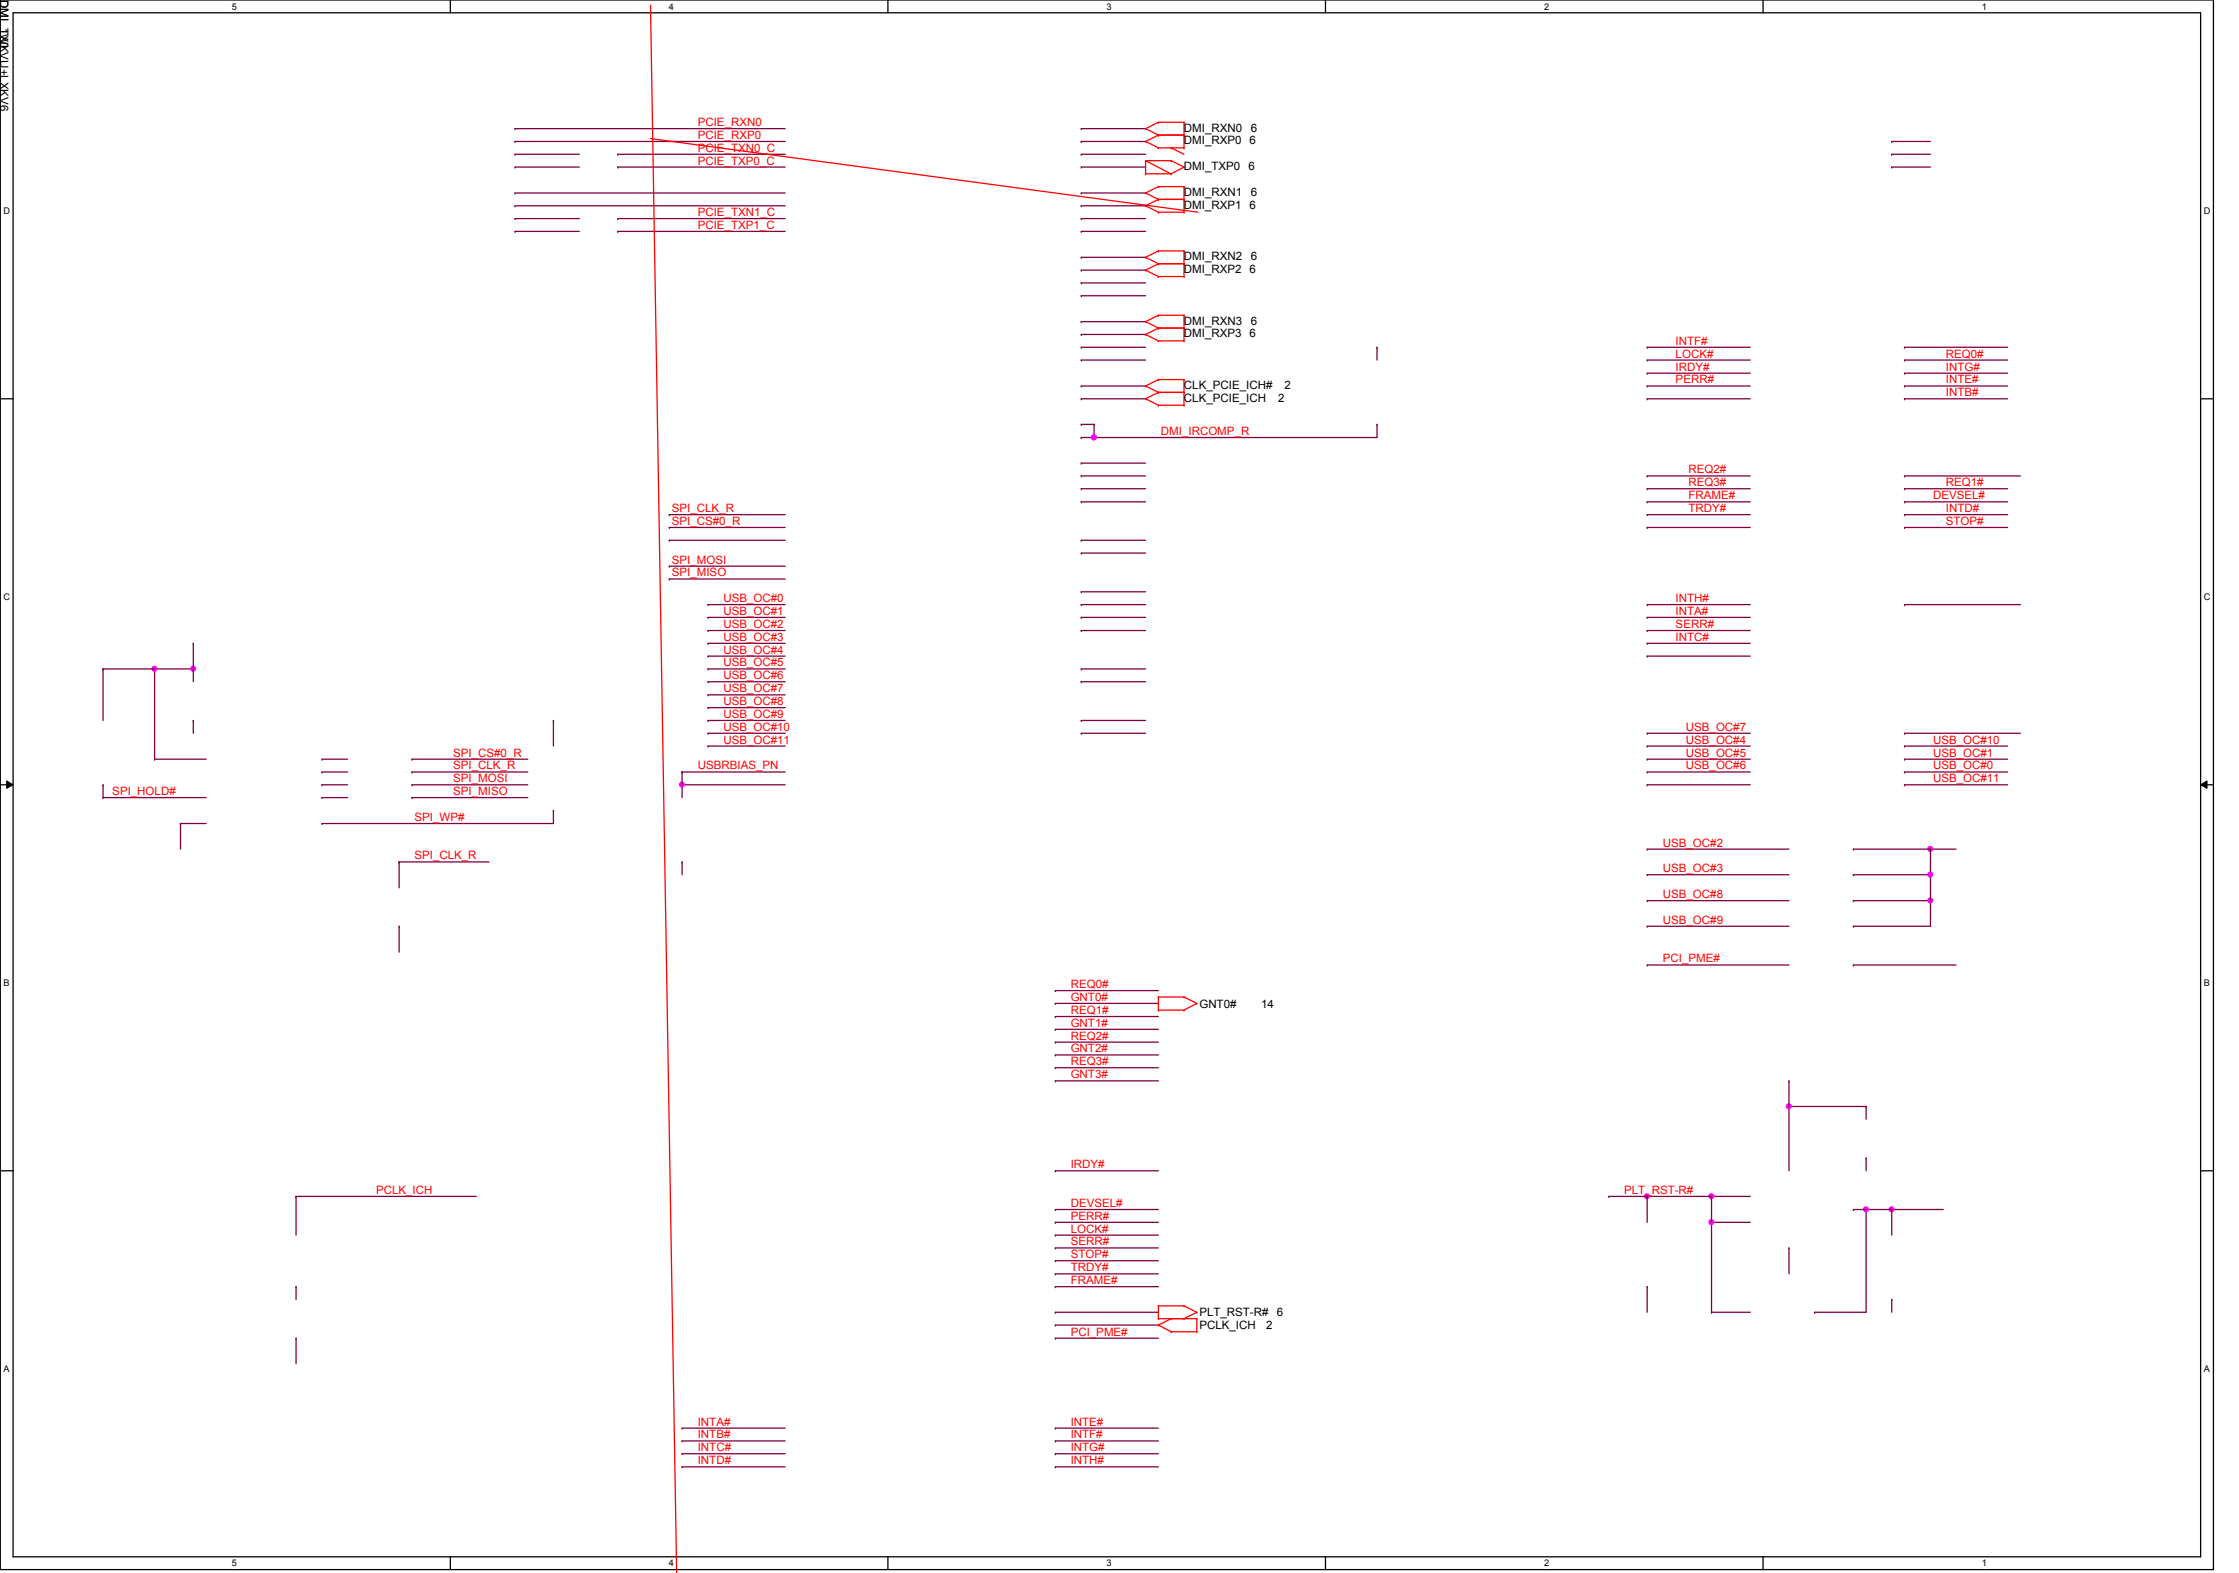 5 4 3 2 1
PCIE_RXN0
PCIE_RXP0
PCIE_TXN0_C
PCIE_TXP0_C
PCIE_TXN1_C
PCIE_TXP1_C
DMI_RXN0 6
DMI_RXP0 6
DMI_TXP0 6
DMI_RXN1 6
DMI_RXP1 6
DMI_RXN2 6
DMI_RXP2 6
DMI_RXN3 6
DMI_RXP3 6
CLK_PCIE_ICH# 2
CLK_PCIE_ICH 2
DMI_IRCOMP_R
D
D
INTF#
LOCK#
IRDY#
PERR#
REQ0#
INTG#
INTE#
INTB#
REQ2#
REQ3#
FRAME#
TRDY#
REQ1#
DEVSEL#
INTD#
STOP#
SPI_CLK_R
SPI_CS#0_R
SPI_MOSI
SPI_MISO
USB_OC#0
USB_OC#1
USB_OC#2
USB_OC#3
USB_OC#4
USB_OC#5
USB_OC#6
USB_OC#7
USB_OC#8
USB_OC#9
USB_OC#10
USB_OC#11
USBRBIAS_PN
C
C
INTH#
INTA#
SERR#
INTC#
SPI_CS#0_R
SPI_CLK_R
SPI_MOSI
SPI_MISO
SPI_HOLD#
SPI_WP#
SPI_CLK_R
USB_OC#7
USB_OC#4
USB_OC#5
USB_OC#6
USB_OC#10
USB_OC#1
USB_OC#0
USB_OC#11
USB_OC#2
USB_OC#3
USB_OC#8
USB_OC#9
PCI_PME#
B
B
REQ0#
GNT0#
REQ1#
GNT1#
REQ2#
GNT2#
REQ3#
GNT3#
GNT0# 14
IRDY#
PCLK_ICH
PLT_RST-R#
DEVSEL#
PERR#
LOCK#
SERR#
STOP#
TRDY#
FRAME#
PLT_RST-R# 6
PCLK_ICH 2
PCI_PME#
A
A
INTA#
INTB#
INTC#
INTD#
INTE#
INTF#
INTG#
INTH#
5 4 3 2 1